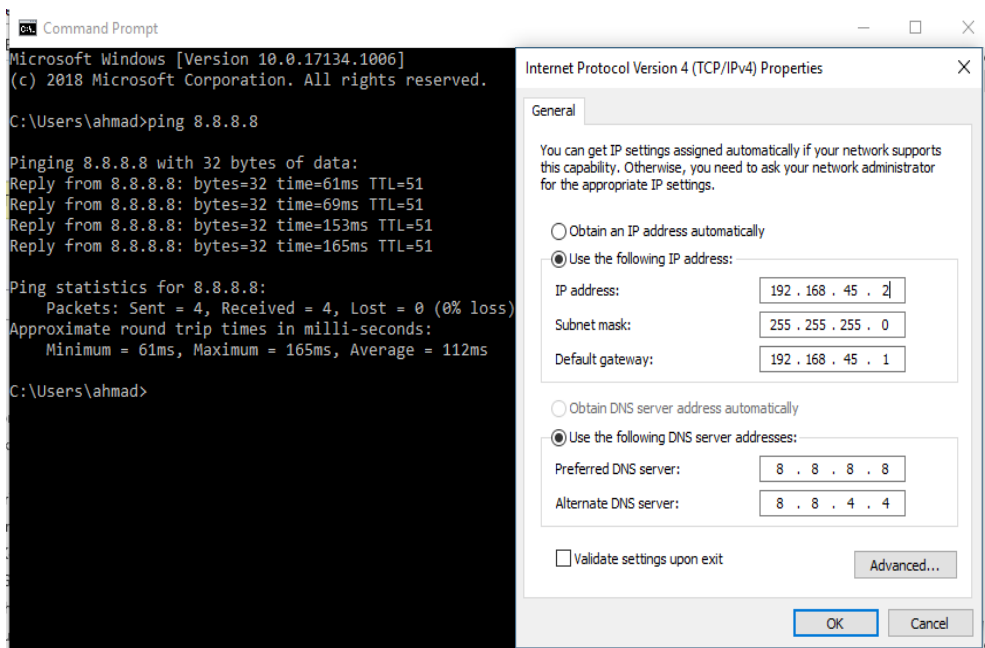 Command Prompt
Microsoft Windows [Version 10.0.17134.1006]
(c) 2018 Microsoft Corporation. All rights reserved.
C:\Users\ahmad>ping 8.8.8.8
Pinging 8.8.8.8 with 32 bytes of data:
Reply from 8.8.8.8: bytes=32 time=61ms TTL=51
Reply from 8.8.8.8: bytes=32 time=69ms TTL=51
Reply from 8.8.8.8: bytes=32 time=153ms TTL=51
Reply from 8.8.8.8: bytes=32 time=165ms TTL=51
Ping statistics for 8.8.8.8:
Packets: Sent = 4, Received = 4, Lost = 0 (0% loss)
Approximate round trip times in milli-seconds:
Minimum = 61ms, Maximum = 165ms, Average = 112ms
C:\Users\ahmad>
Internet Protocol Version 4 (TCP/IPv4) Properties
General
You can get IP settings assigned automatically if your network supports
this capability. Otherwise, you need to ask your network administrator
for the appropriate IP settings.
Obtain an IP address automatically
Use the following IP address:
IP address: 192 . 168 . 45 . 2
Subnet mask: 255 . 255 . 255 . 0
Default gateway: 192 . 168 . 45 . 1
Obtain DNS server address automatically
Use the following DNS server addresses:
Preferred DNS server: 8 . 8 . 8 . 8
Alternate DNS server: 8 . 8 . 4 . 4
Validate settings upon exit
Advanced...
OK Cancel